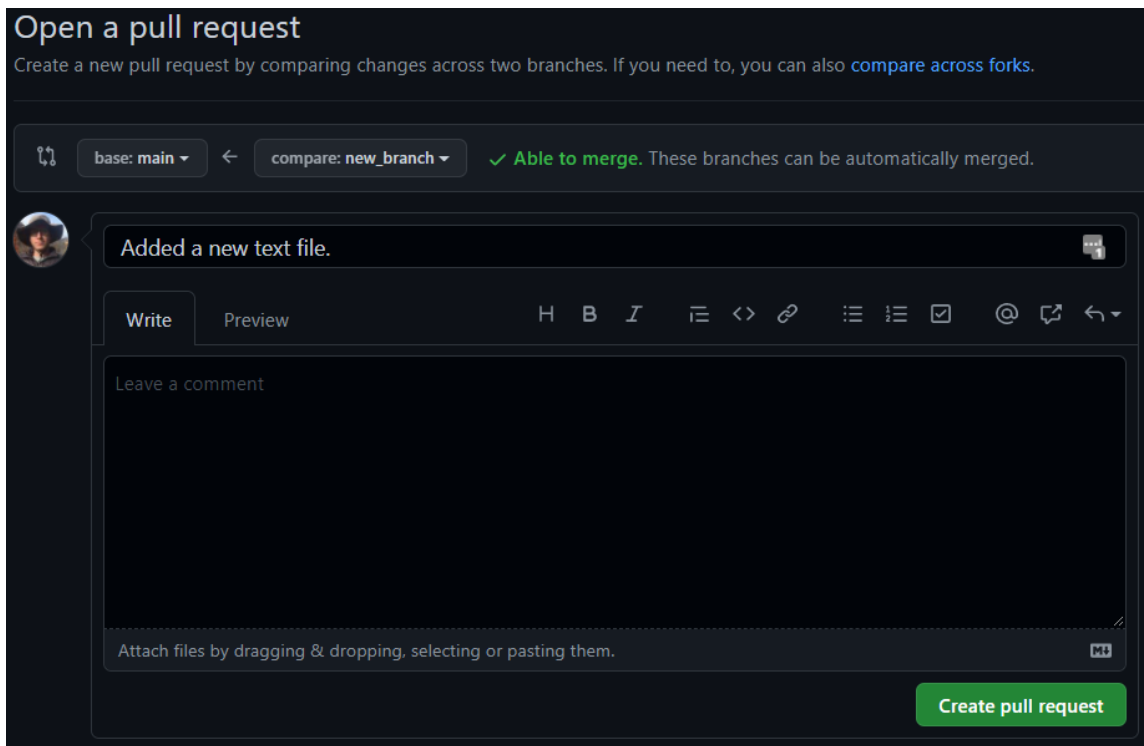 Open a pull request
Create a new pull request by comparing changes across two branches. If you need to, you can also compare across forks.
base: main compare: new_branch Able to merge. These branches can be automatically merged.
Added a new text file.
Write Preview
Leave a comment
Attach files by dragging & dropping, selecting or pasting them.
Create pull request